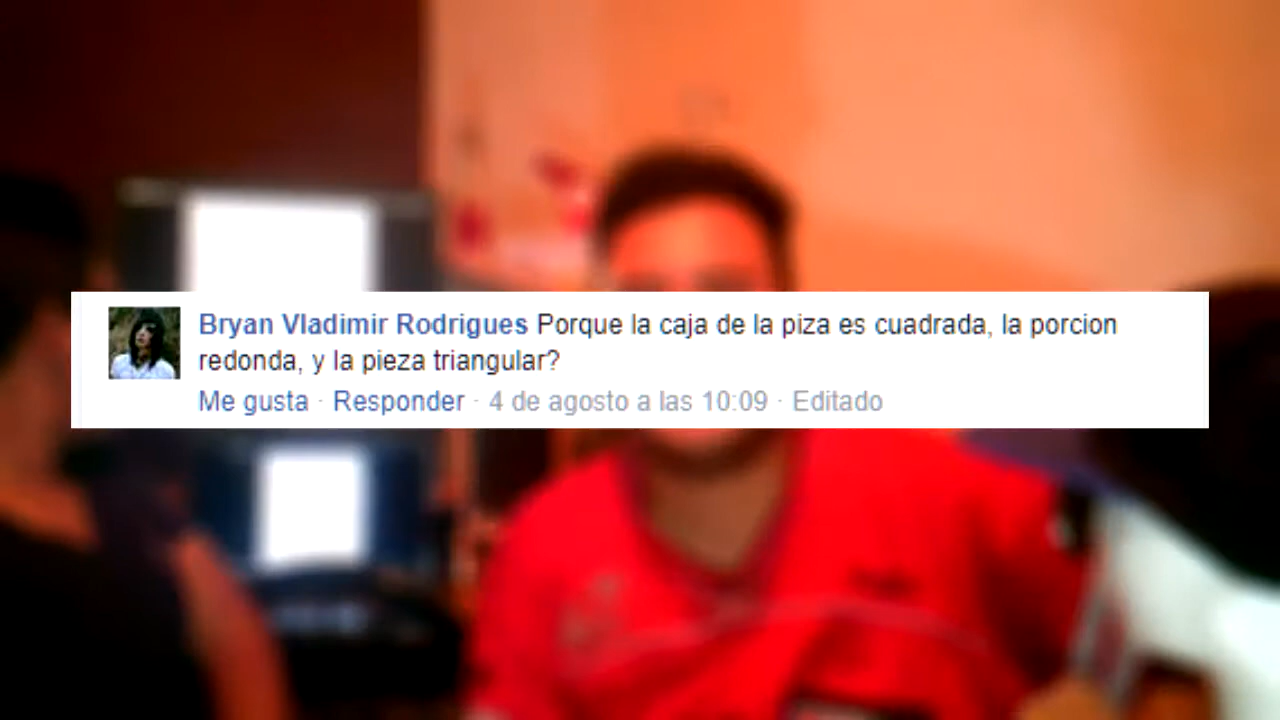 Bryan Vladimir Rodrigues Porque la caja de la piza es cuadrada, la porcion
redonda, y la pieza triangular?
Me gusta · Responder · 4 de agosto a las 10:09 · Editado